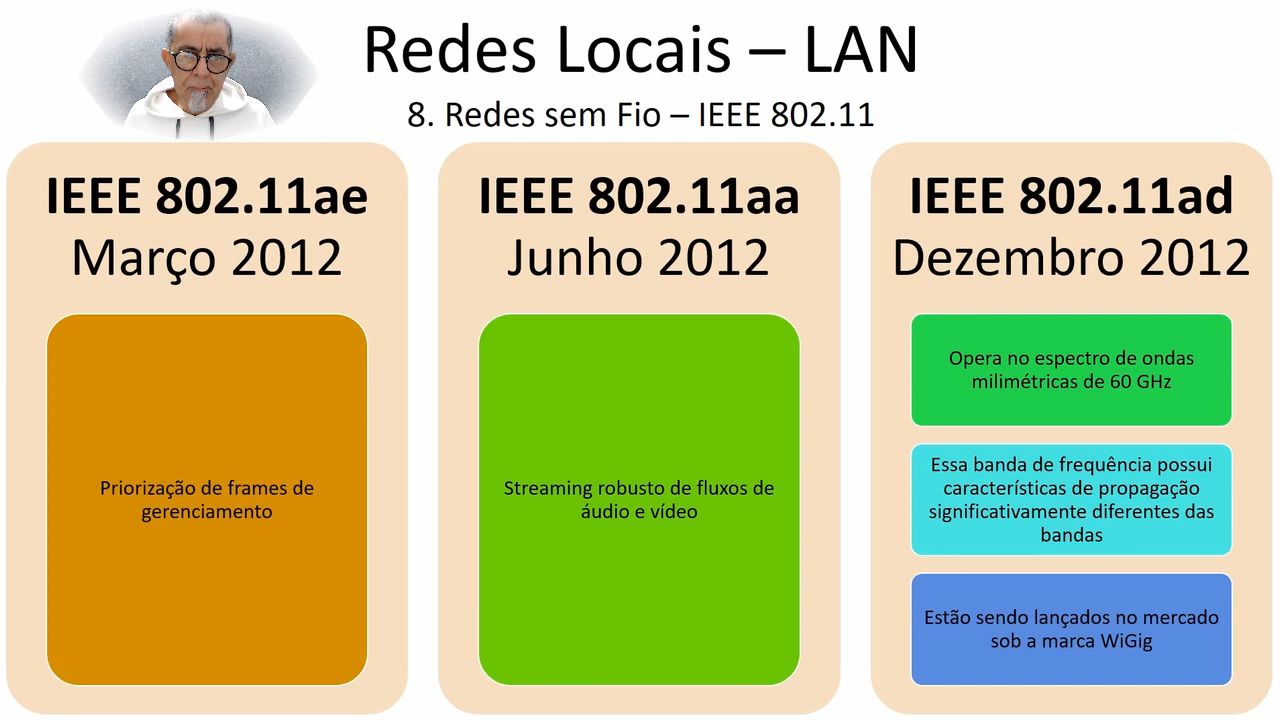 Redes Locais – LAN
8. Redes sem Fio – IEEE 802.11
IEEE 802.11ae
Março 2012
Priorização de frames de
gerenciamento
IEEE 802.11aa
Junho 2012
Streaming robusto de fluxos de
áudio e vídeo
IEEE 802.11ad
Dezembro 2012
Opera no espectro de ondas
milimétricas de 60 GHz
Essa banda de frequência possui
características de propagação
significativamente diferentes das
bandas
Estão sendo lançados no mercado
sob a marca WiGig